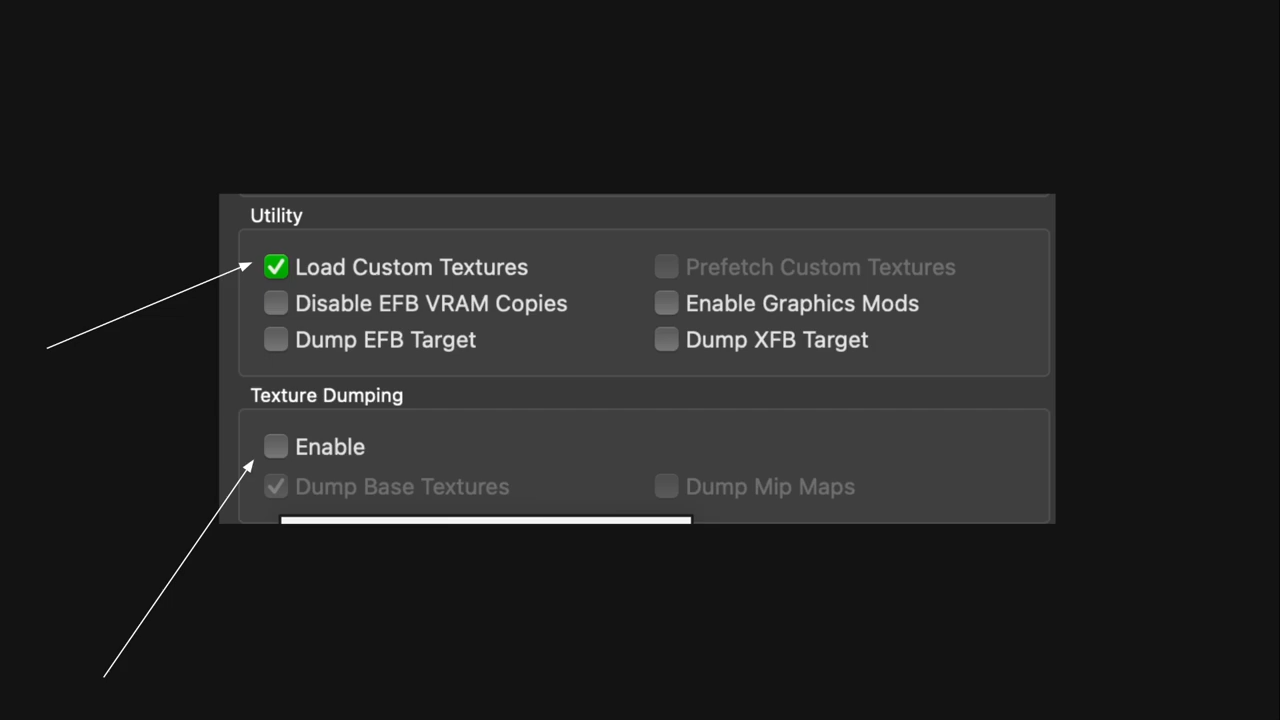 Utility
Load Custom Textures
Prefetch Custom Textures
Disable EFB VRAM Copies
Enable Graphics Mods
Dump EFB Target
Dump XFB Target
Texture Dumping
Enable
Dump Base Textures
Dump Mip Maps